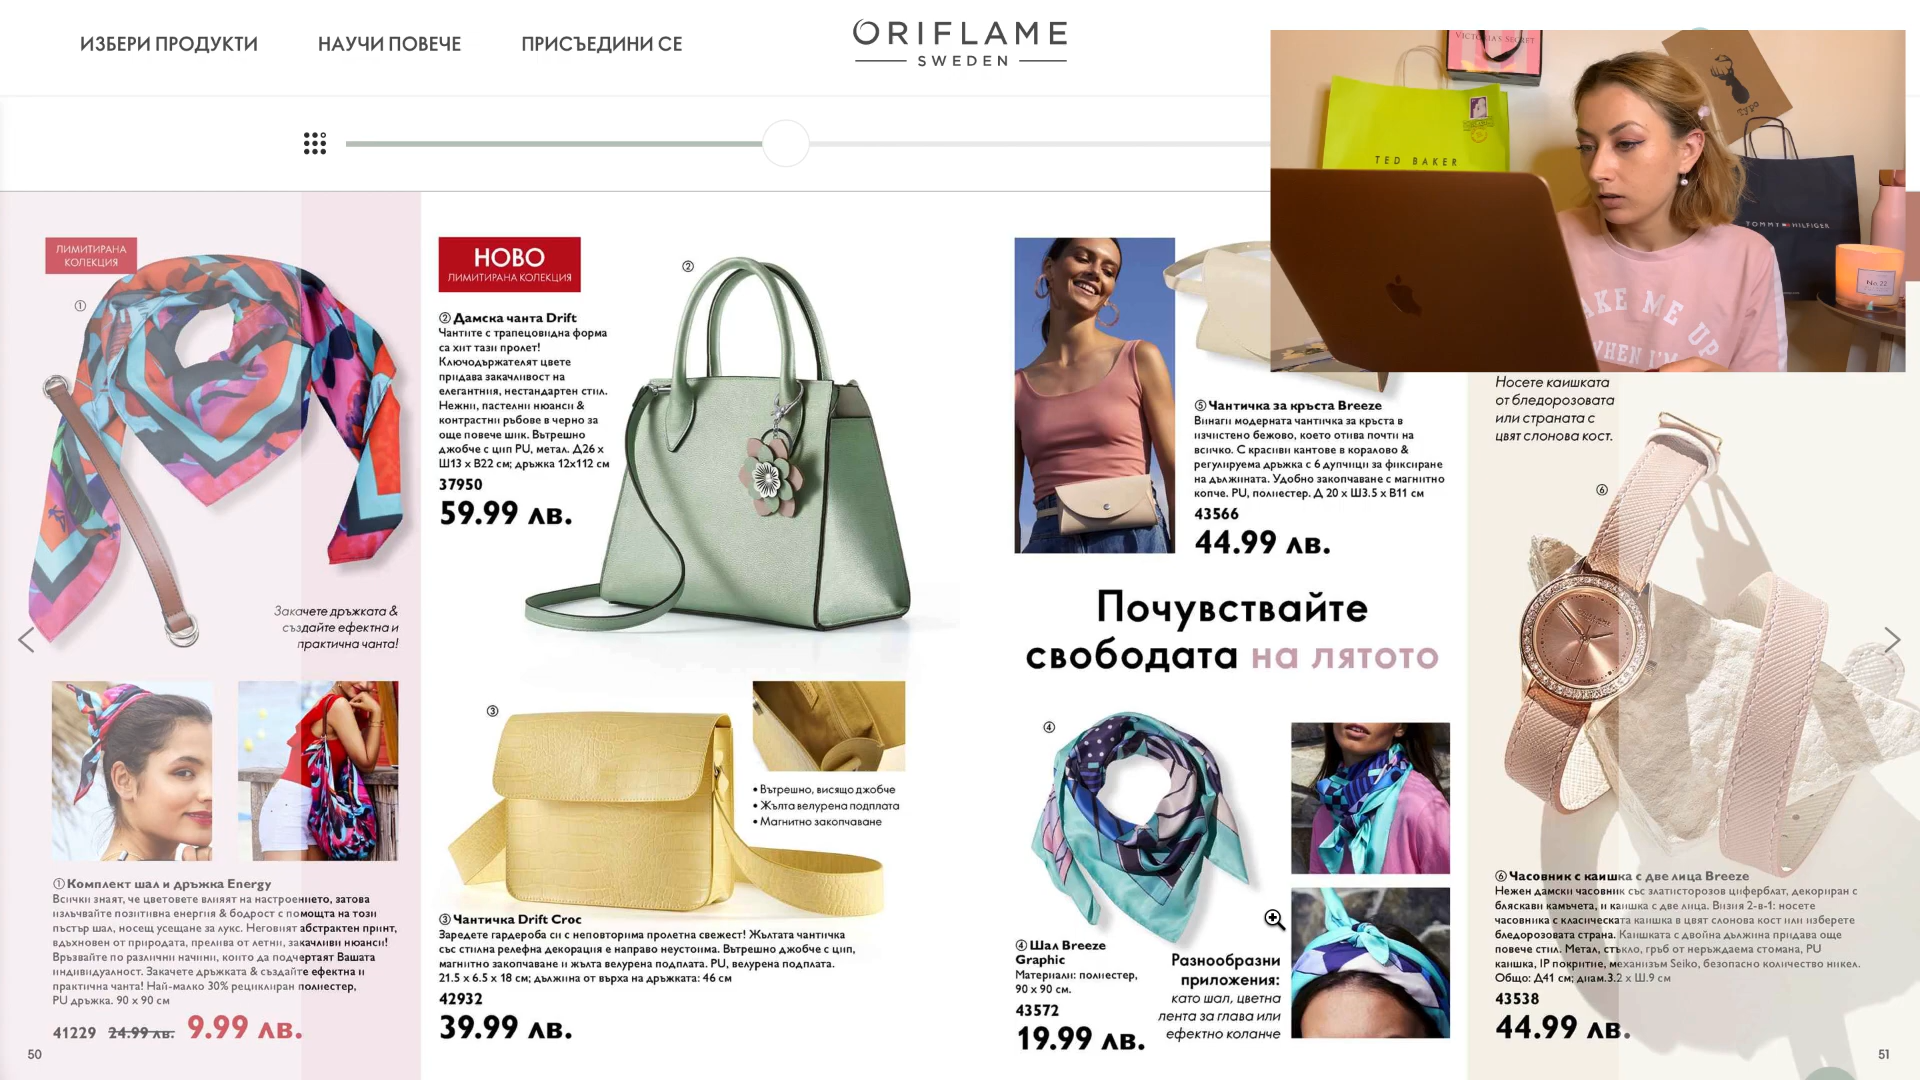 ИЗБЕРИ ПРОДУКТИ
НАУЧИ ПОВЕЧЕ
ПРИСЪЕДИНИ СЕ
ORIFLAME
SWEDEN
VICTORIA'S SECRET
TED BAKER
Typo
TOMMY HILFIGER
No 22
WHEN I'M
ЛИМИТИРАНА
КОЛЕКЦИЯ
①
Закачете дръжката &
създайте ефектна и
практична чанта!
① Комплект шал и дръжка Energy
Всички знаят, че цветовете влияят на настроението, затова
излъчвайте позитивна енергия & бодрост с помощта на този
пъстър шал, носещ усещане за лукс. Неговият абстрактен принт,
вдъхновен от природата, прелива от летни, закачливи нюанси!
Връзвайте по различни начини, които да подчертаят Вашата
индивидуалност. Закачете дръжката & създайте ефектна и
практична чанта! Най-малко 30% рециклиран полиестер,
PU дръжка. 90 x 90 см
41229 24.99 лв. 9.99 лв.
50
НОВО
ЛИМИТИРАНА КОЛЕКЦИЯ
②
② Дамска чанта Drift
Чантите с трапецовидна форма
са хит тази пролет!
Ключодържателят цвете
придава закачливост на
елегантния, нестандартен стил.
Нежни, пастелни нюанси &
контрастни ръбове в черно за
още повече шик. Вътрешно
джобче с цип PU, метал. Д26 x
Ш13 x В22 см; дръжка 12x112 см
37950
59.99 лв.
③
• Вътрешно, висящо джобче
• Жълта велурена подплата
• Магнитно закопчаване
③ Чантичка Drift Croc
Заредете гардероба си с неповторима пролетна свежест! Жълтата чантичка
със стилна релефна декорация е направо неустоима. Вътрешно джобче с цип,
магнитно закопчаване и жълта велурена подплата. PU, велурена подплата.
21.5 x 6.5 x 18 см; дължина от върха на дръжката: 46 см
42932
39.99 лв.
⑤ Чантичка за кръста Breeze
Винаги модерната чантичка за кръста в
изчистено бежово, което отива почти на
всичко. С красиви кантове в коралово &
регулируема дръжка с 6 дупчици за фиксиране
на дължината. Удобно закопчаване с магнитно
копче. PU, полиестер. Д 20 x Ш3.5 x В11 см
43566
44.99 лв.
Почувствайте
свободата на лятото
④
④ Шал Breeze
Graphic
Материали: полиестер,
90 x 90 см.
43572
19.99 лв.
Разнообразни
приложения:
като шал, цветна
лента за глава или
ефектно коланче
Носете каишката
от бледорозовата
или страната с
цвят слонова кост.
⑥
⑥ Часовник с каишка с две лица Breeze
Нежен дамски часовник със златисторозов циферблат, декориран с
бляскави камъчета, и каишка с две лица. Визия 2-в-1: носете
часовника с класическата каишка в цвят слонова кост или изберете
бледорозовата страна. Каишката с двойна дължина придава още
повече стил. Метал, стъкло, гръб от неръждаема стомана, PU
каишка, IP покритие, механизъм Seiko, безопасно количество никел.
Общо: Д41 см; диам.3.2 x Ш.9 см
43538
44.99 лв.
51